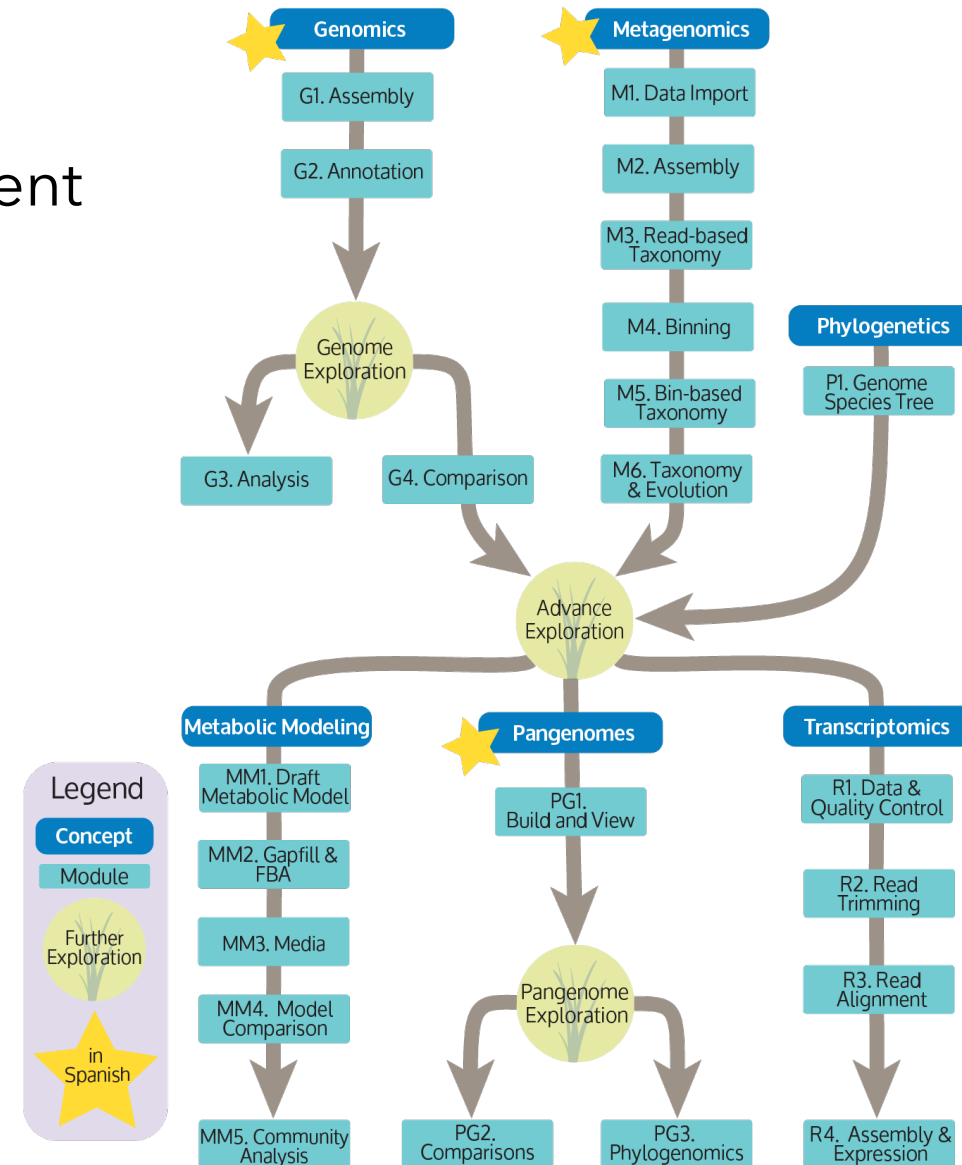 ent
Genomics
G1. Assembly
G2. Annotation
Genome
Exploration
G3. Analysis
G4. Comparison
Metagenomics
M1. Data Import
M2. Assembly
M3. Read-based
Taxonomy
M4. Binning
M5. Bin-based
Taxonomy
M6. Taxonomy
& Evolution
Phylogenetics
P1. Genome
Species Tree
Advance
Exploration
Metabolic Modeling
MM1. Draft
Metabolic Model
MM2. Gapfill &
FBA
MM3. Media
MM4. Model
Comparison
MM5. Community
Analysis
Pangenomes
PG1.
Build and View
Pangenome
Exploration
PG2.
Comparisons
PG3.
Phylogenomics
Transcriptomics
R1. Data &
Quality Control
R2. Read
Trimming
R3. Read
Alignment
R4. Assembly &
Expression
Legend
Concept
Module
Further
Exploration
in
Spanish